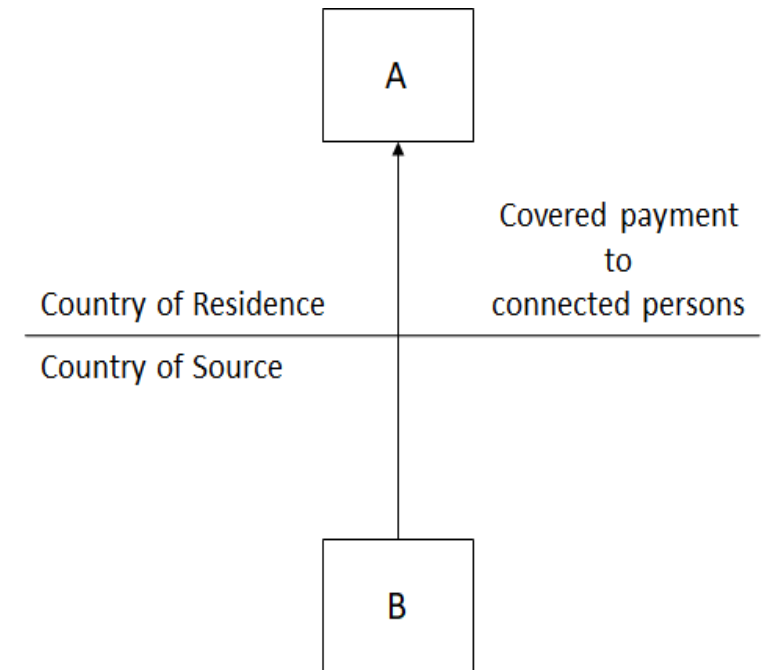 A
Covered payment
to
connected persons
Country of Residence
Country of Source
B